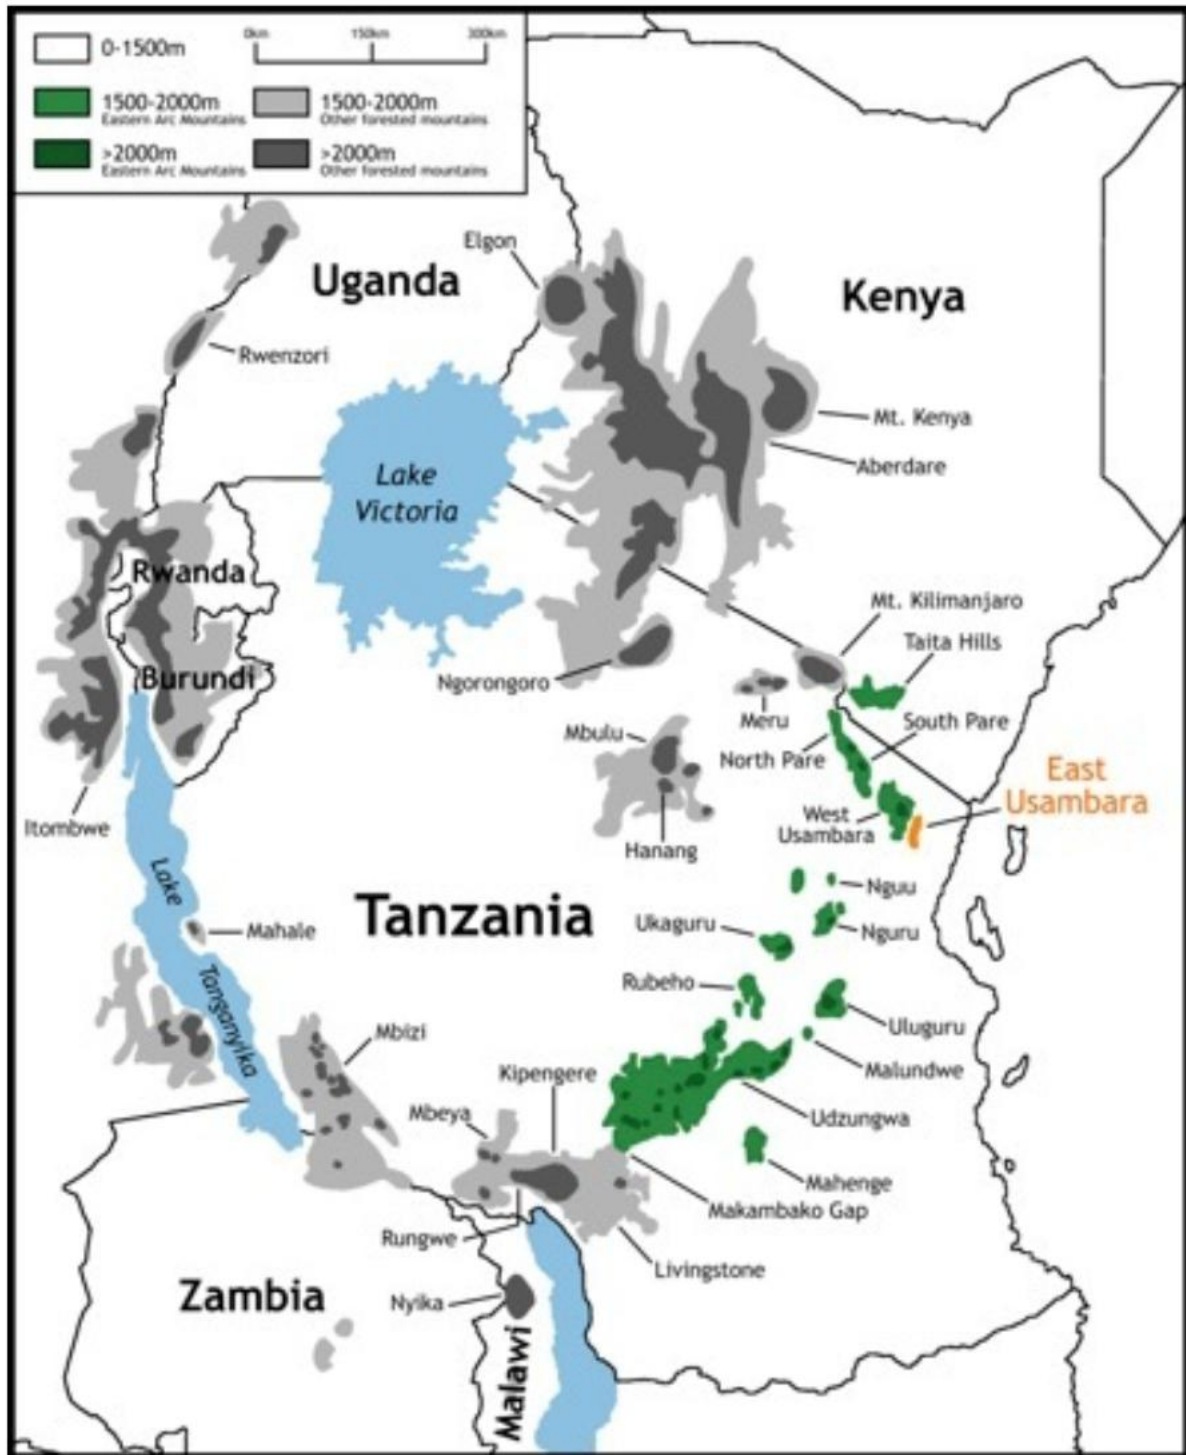 0-1500m
0km 150km 300km
1500-2000m
Eastern Arc Mountains
1500-2000m
Other forested mountains
>2000m
Eastern Arc Mountains
>2000m
Other forested mountains
Elgon
Uganda
Kenya
Rwenzori
Mt. Kenya
Aberdare
Lake
Victoria
Rwanda
Mt. Kilimanjaro
Taita Hills
Burundi
Ngorongoro
Meru
South Pare
Mbulu
North Pare
East
Usambara
West
Usambara
Itombwe
Hanang
Nguu
Tanzania
Ukaguru
Nguru
Mahale
Lake
Tanganyika
Rubeho
Uluguru
Mbizi
Malundwe
Kipengere
Mbeya
Udzungwa
Mahenge
Makambako Gap
Rungwe
Livingstone
Zambia
Nyika
Malawi